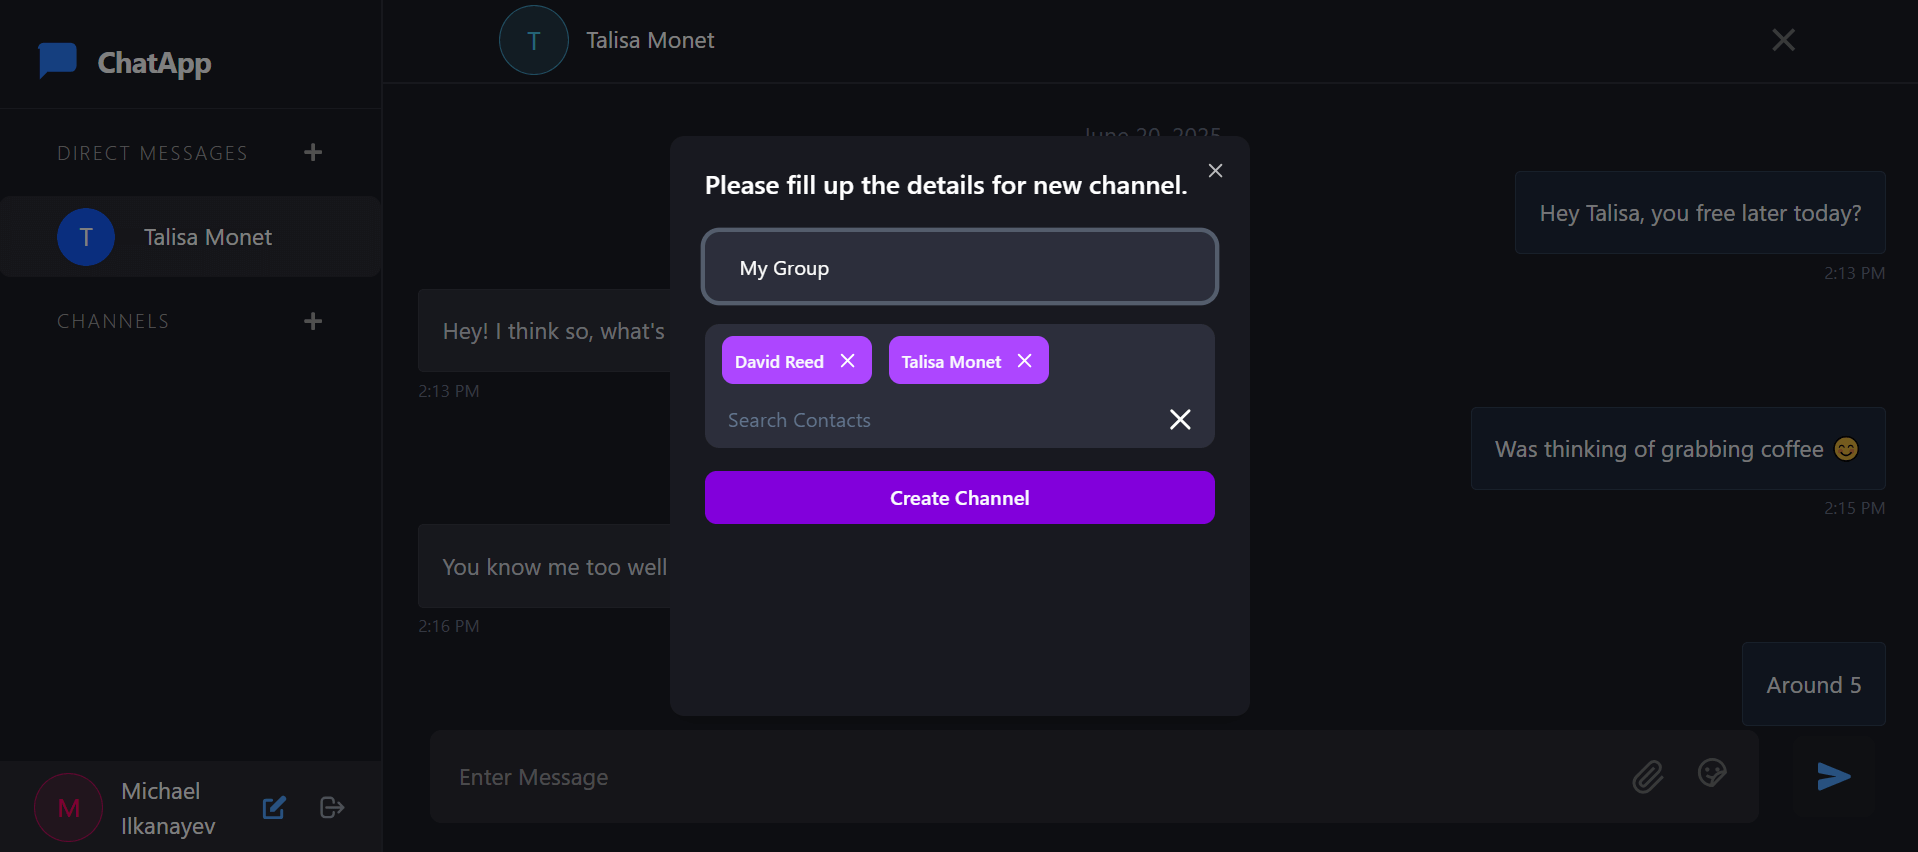 ChatApp
DIRECT MESSAGES
T Talisa Monet
CHANNELS
M Michael
Ilkanayev
T Talisa Monet
June 20, 2025
Hey Talisa, you free later today?
2:13 PM
Hey! I think so, what's
2:13 PM
Was thinking of grabbing coffee 😊
2:15 PM
You know me too well
2:16 PM
Around 5
Enter Message
Please fill up the details for new channel.
My Group
David Reed Talisa Monet
Search Contacts
Create Channel